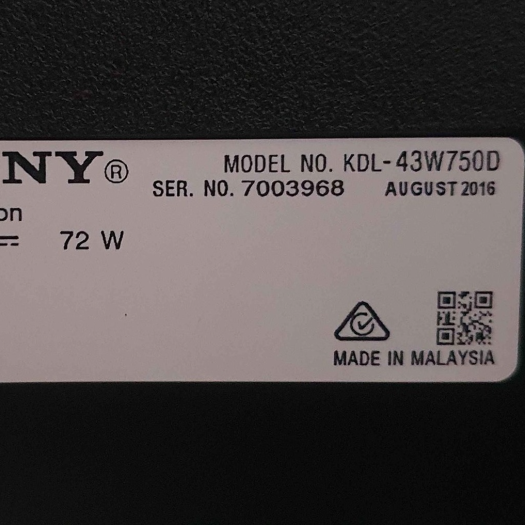 NY®
MODEL NO. KDL-43W750D
SER. NO. 7003968 AUGUST 2016
on
72 W
MADE IN MALAYSIA